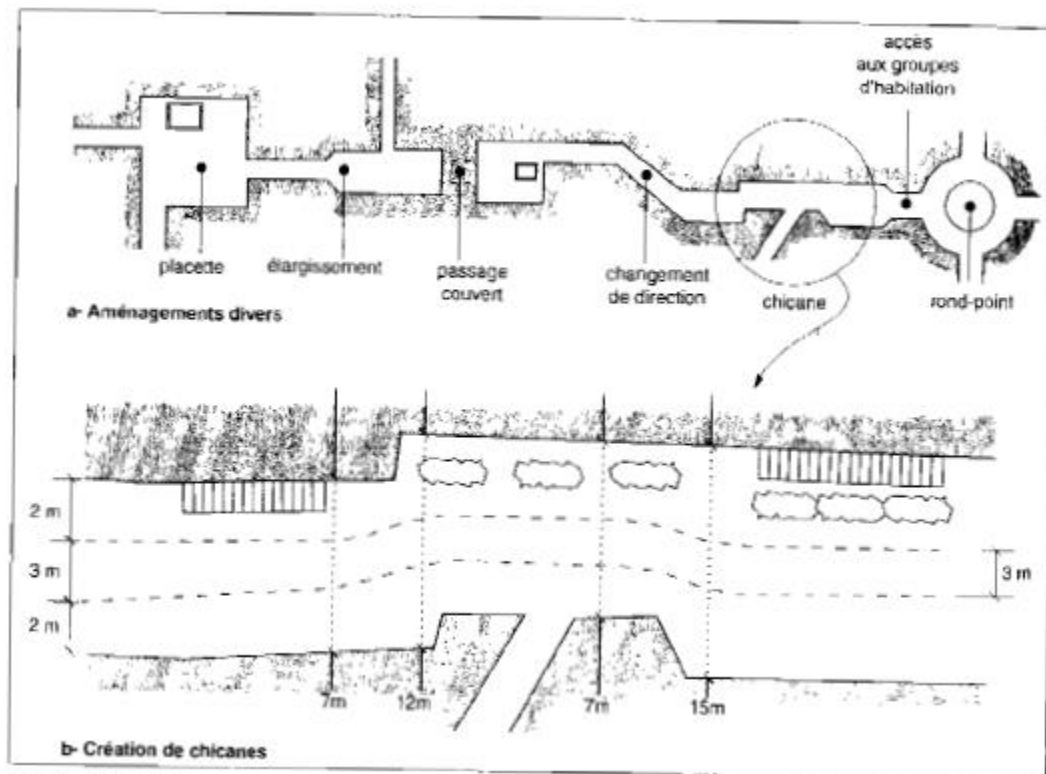 accès
aux groupes
d'habitation
placette
élargissement
passage
couvert
changement
de direction
chicane
rond-point
a- Aménagements divers
2 m
3 m
2 m
3 m
7m
12m
7m
15m
b- Création de chicanes